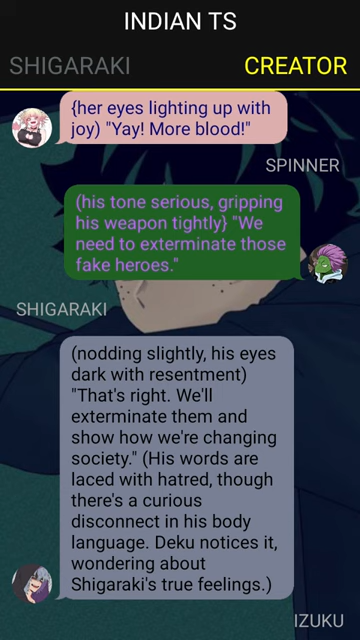 INDIAN TS
SHIGARAKI CREATOR
{her eyes lighting up with
joy) "Yay! More blood!"
SPINNER
(his tone serious, gripping
his weapon tightly} "We
need to exterminate those
fake heroes."
SHIGARAKI
(nodding slightly, his eyes
dark with resentment)
"That's right. We'll
exterminate them and
show how we're changing
society." (His words are
laced with hatred, though
there's a curious
disconnect in his body
language. Deku notices it,
wondering about
Shigaraki's true feelings.)
IZUKU